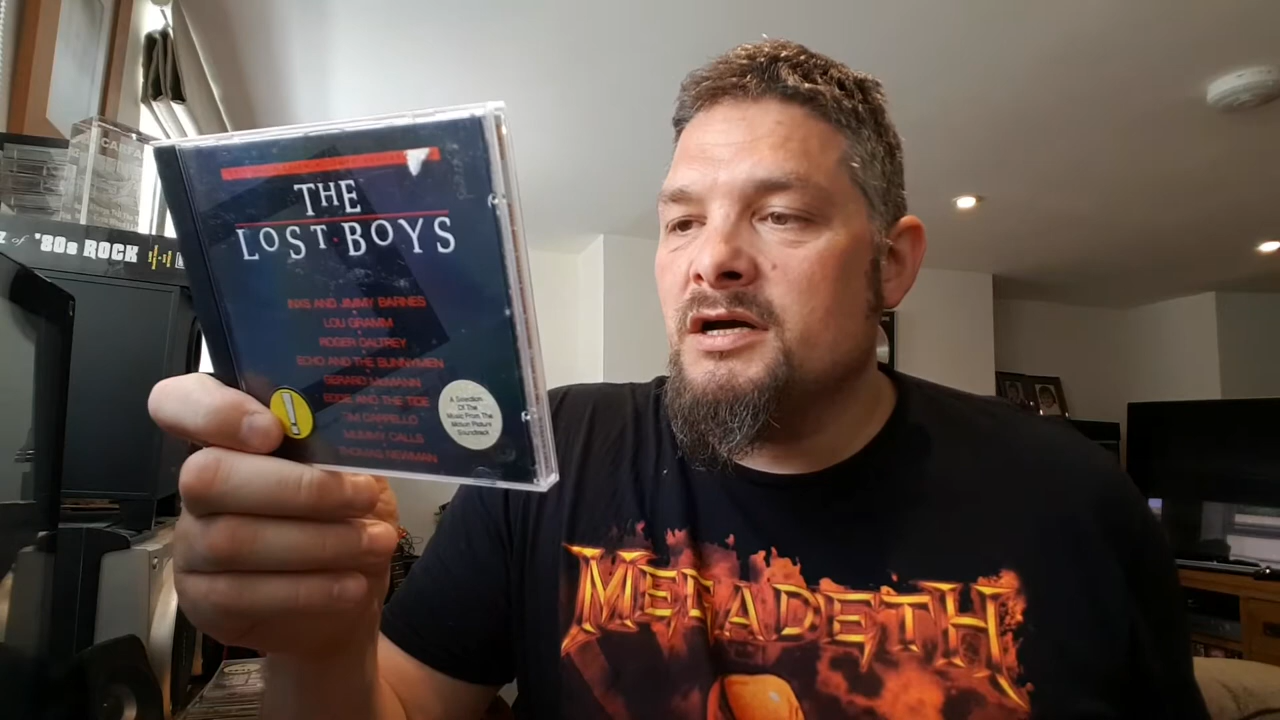 THE
LOST BOYS
INXS AND JIMMY BARNES
LOU GRAMM
ROGER DALTREY
ECHO AND THE BUNNYMEN
GERARD McMANN
EDDIE AND THE TIDE
TIM CAPPELLO
MUMMY CALLS
THOMAS NEWMAN
A Selection
Of The
Music From The
Motion Picture
Soundtrack
!
of '80s ROCK
MEGADETH